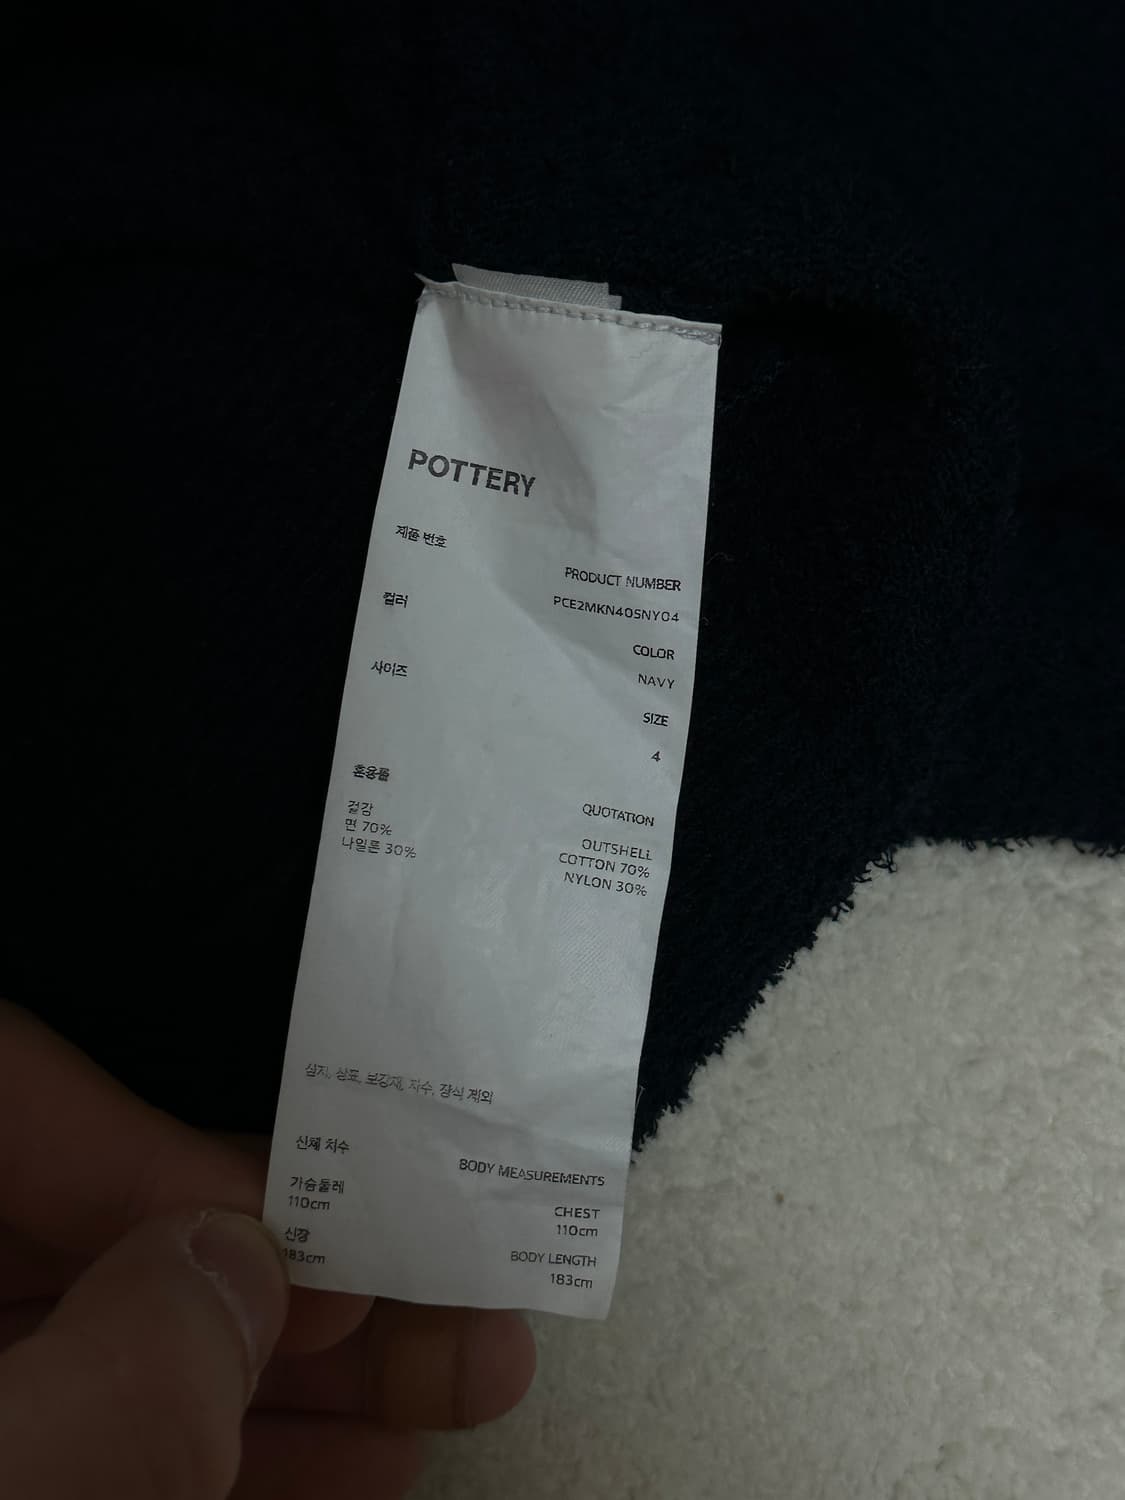 POTTERY
제품 번호
PRODUCT NUMBER
PCE2MKN40SNY04
컬러
COLOR
NAVY
사이즈
SIZE
4
혼용률
QUOTATION
겉감
면 70%
나일론 30%
OUTSHELL
COTTON 70%
NYLON 30%
심지, 상표, 보강재, 자수, 장식 제외
신체 치수
BODY MEASUREMENTS
가슴둘레
110cm
CHEST
110cm
신장
183cm
BODY LENGTH
183cm